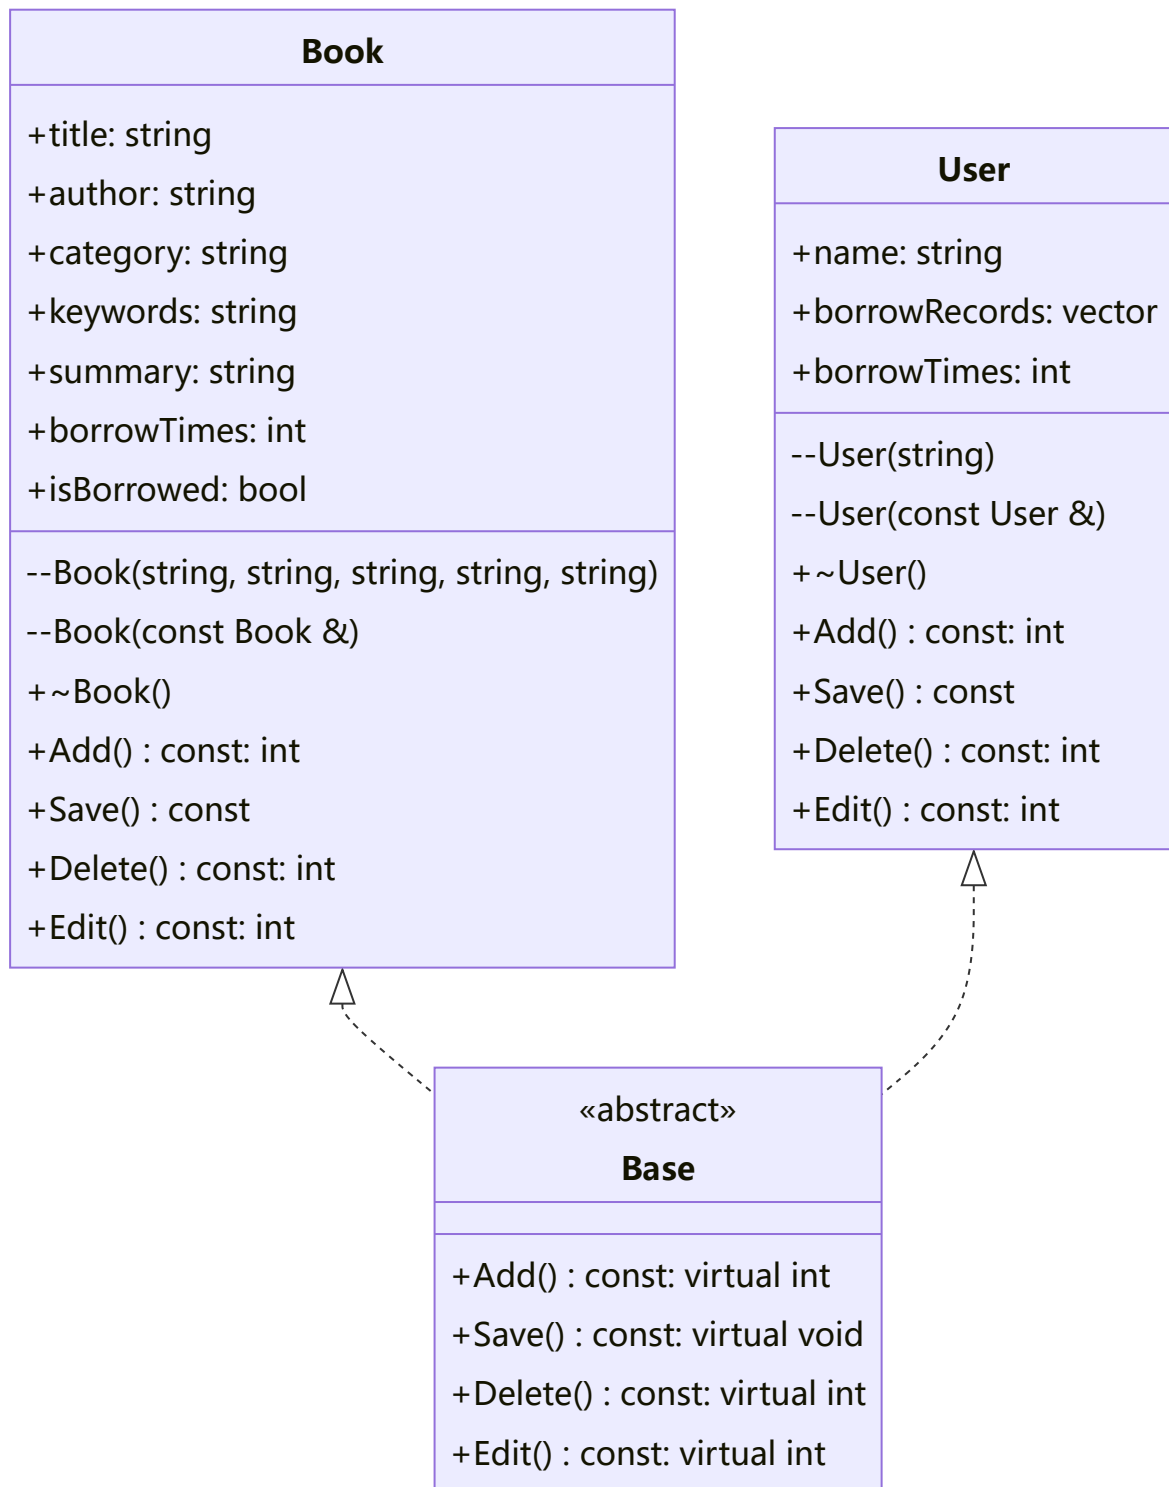 Book
+title: string
+author: string
+category: string
+keywords: string
+summary: string
+borrowTimes: int
+isBorrowed: bool
--Book(string, string, string, string, string)
--Book(const Book &)
+~Book()
+Add() : const: int
+Save() : const
+Delete() : const: int
+Edit() : const: int
User
+name: string
+borrowRecords: vector
+borrowTimes: int
--User(string)
--User(const User &)
+~User()
+Add() : const: int
+Save() : const
+Delete() : const: int
+Edit() : const: int
«abstract»
Base
+Add() : const: virtual int
+Save() : const: virtual void
+Delete() : const: virtual int
+Edit() : const: virtual int